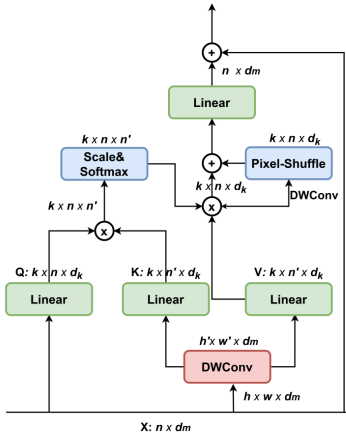 +
n x dm
Linear
k x n x n'
k x n x dk
Scale&
Softmax
+
Pixel-Shuffle
k x n x dk
DWConv
k x n x n'
x
x
Q: k x n x dk
K: k x n' x dk
V: k x n' x dk
Linear
Linear
Linear
h'x w' x dm
DWConv
h x w x dm
X: n x dm